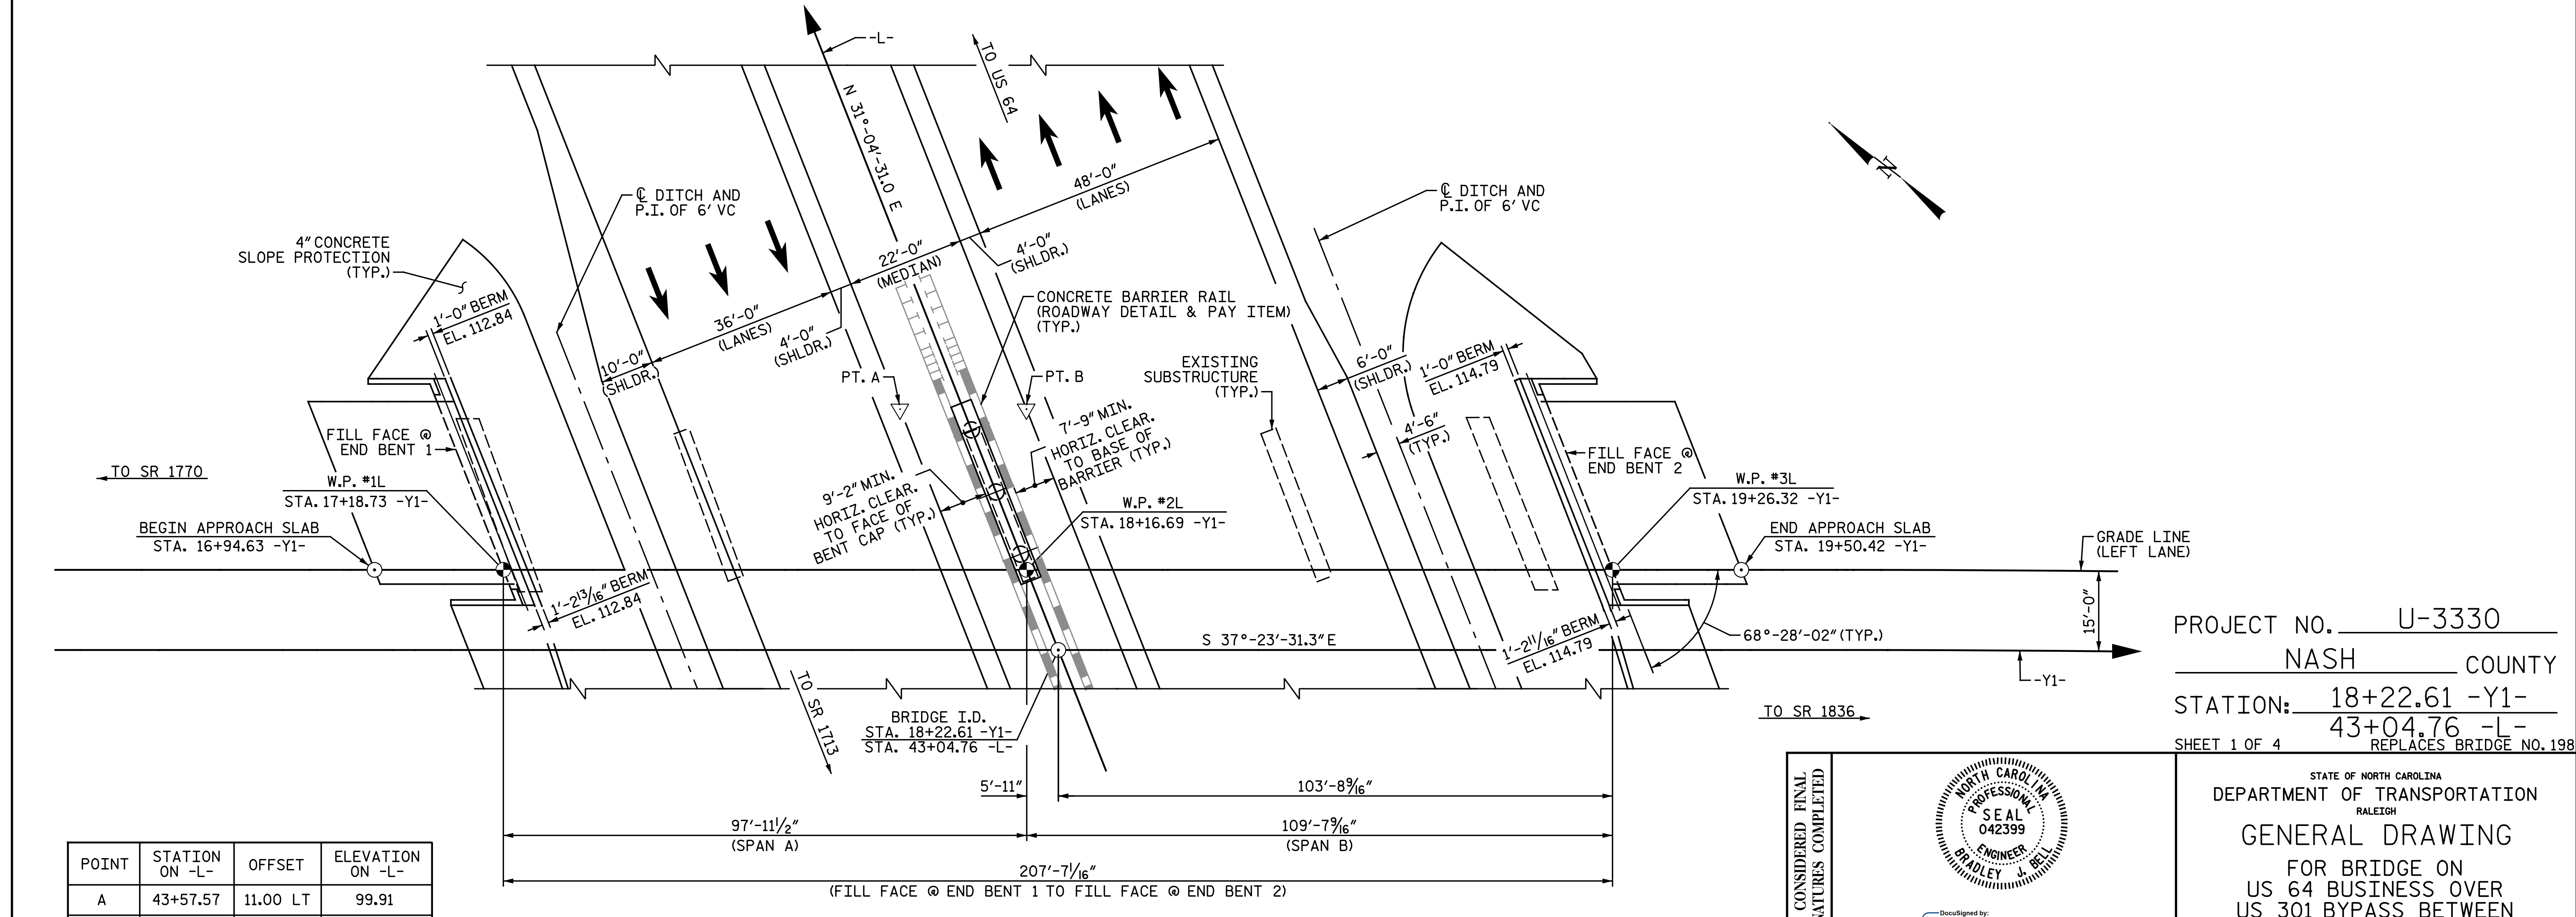 -L-
TO US 64
N 31°-04'-31.0 E
48'-0"
(LANES)
22'-0"
(MEDIAN)
4'-0"
(SHLDR.)
36'-0"
(LANES)
4'-0"
(SHLDR.)
10'-0"
(SHLDR.)
℄ DITCH AND
P.I. OF 6' VC
℄ DITCH AND
P.I. OF 6' VC
N
4" CONCRETE
SLOPE PROTECTION
(TYP.)
1'-0" BERM
EL. 112.84
CONCRETE BARRIER RAIL
(ROADWAY DETAIL & PAY ITEM)
(TYP.)
PT. A
PT. B
EXISTING
SUBSTRUCTURE
(TYP.)
6'-0"
(SHLDR.)
1'-0" BERM
EL. 114.79
4'-6"
(TYP.)
7'-9" MIN.
HORIZ. CLEAR.
TO BASE OF
BARRIER (TYP.)
9'-2" MIN.
HORIZ. CLEAR.
TO FACE OF
BENT CAP (TYP.)
FILL FACE @
END BENT 1
FILL FACE @
END BENT 2
TO SR 1770
W.P. #1L
STA. 17+18.73 -Y1-
BEGIN APPROACH SLAB
STA. 16+94.63 -Y1-
W.P. #2L
STA. 18+16.69 -Y1-
W.P. #3L
STA. 19+26.32 -Y1-
END APPROACH SLAB
STA. 19+50.42 -Y1-
GRADE LINE
(LEFT LANE)
1'-2 13/16" BERM
EL. 112.84
S 37°-23'-31.3" E
1'-2 11/16" BERM
EL. 114.79
68°-28'-02" (TYP.)
15'-0"
-Y1-
TO SR 1713
BRIDGE I.D.
STA. 18+22.61 -Y1-
STA. 43+04.76 -L-
TO SR 1836
5'-11"
103'-8 9/16"
97'-11 1/2"
(SPAN A)
109'-7 9/16"
(SPAN B)
207'-7 1/16"
(FILL FACE @ END BENT 1 TO FILL FACE @ END BENT 2)
POINT STATION ON -L- OFFSET ELEVATION ON -L-
A 43+57.57 11.00 LT 99.91
PROJECT NO. U-3330
NASH COUNTY
STATION: 18+22.61 -Y1-
43+04.76 -L-
SHEET 1 OF 4 REPLACES BRIDGE NO. 198
CONSIDERED FINAL
NATURES COMPLETED
NORTH CAROLINA
PROFESSIONAL
SEAL
042399
ENGINEER
BRADLEY J. BELL
DocuSigned by:
STATE OF NORTH CAROLINA
DEPARTMENT OF TRANSPORTATION
RALEIGH
GENERAL DRAWING
FOR BRIDGE ON
US 64 BUSINESS OVER
US 301 BYPASS BETWEEN